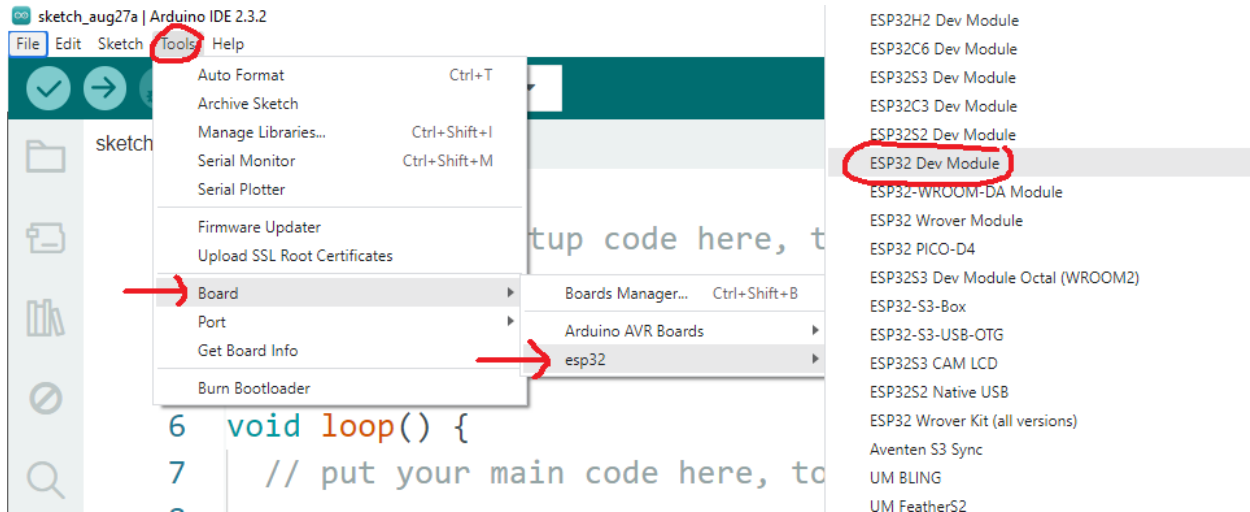 sketch_aug27a | Arduino IDE 2.3.2
File Edit Sketch Tools Help
Auto Format Ctrl+T
Archive Sketch
Manage Libraries... Ctrl+Shift+I
Serial Monitor Ctrl+Shift+M
Serial Plotter
Firmware Updater
Upload SSL Root Certificates
Board
Port
Get Board Info
Burn Bootloader
Boards Manager... Ctrl+Shift+B
Arduino AVR Boards
esp32
sketch
tup code here, t
6 void loop() {
7 // put your main code here, to
ESP32H2 Dev Module
ESP32C6 Dev Module
ESP32S3 Dev Module
ESP32C3 Dev Module
ESP32S2 Dev Module
ESP32 Dev Module
ESP32-WROOM-DA Module
ESP32 Wrover Module
ESP32 PICO-D4
ESP32S3 Dev Module Octal (WROOM2)
ESP32-S3-Box
ESP32-S3-USB-OTG
ESP32S3 CAM LCD
ESP32S2 Native USB
ESP32 Wrover Kit (all versions)
Aventen S3 Sync
UM BLING
UM FeatherS2